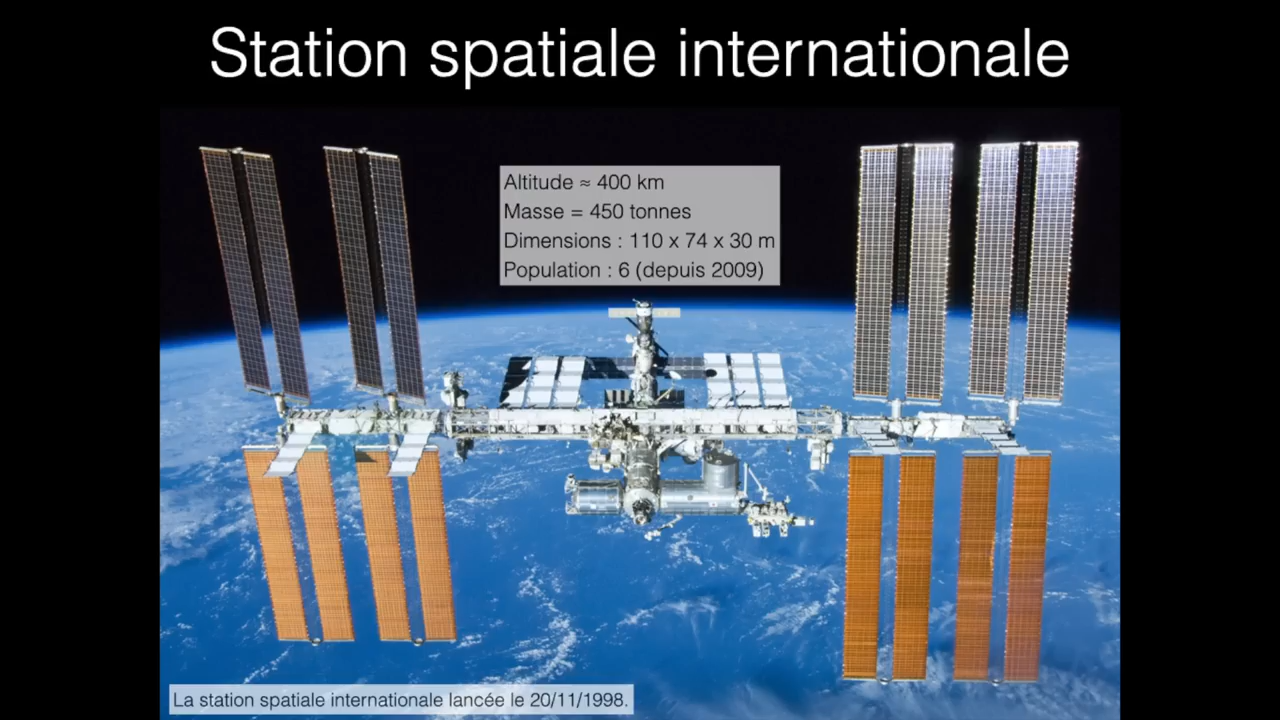 Station spatiale internationale
Altitude ≈ 400 km
Masse = 450 tonnes
Dimensions : 110 x 74 x 30 m
Population : 6 (depuis 2009)
La station spatiale internationale lancée le 20/11/1998.